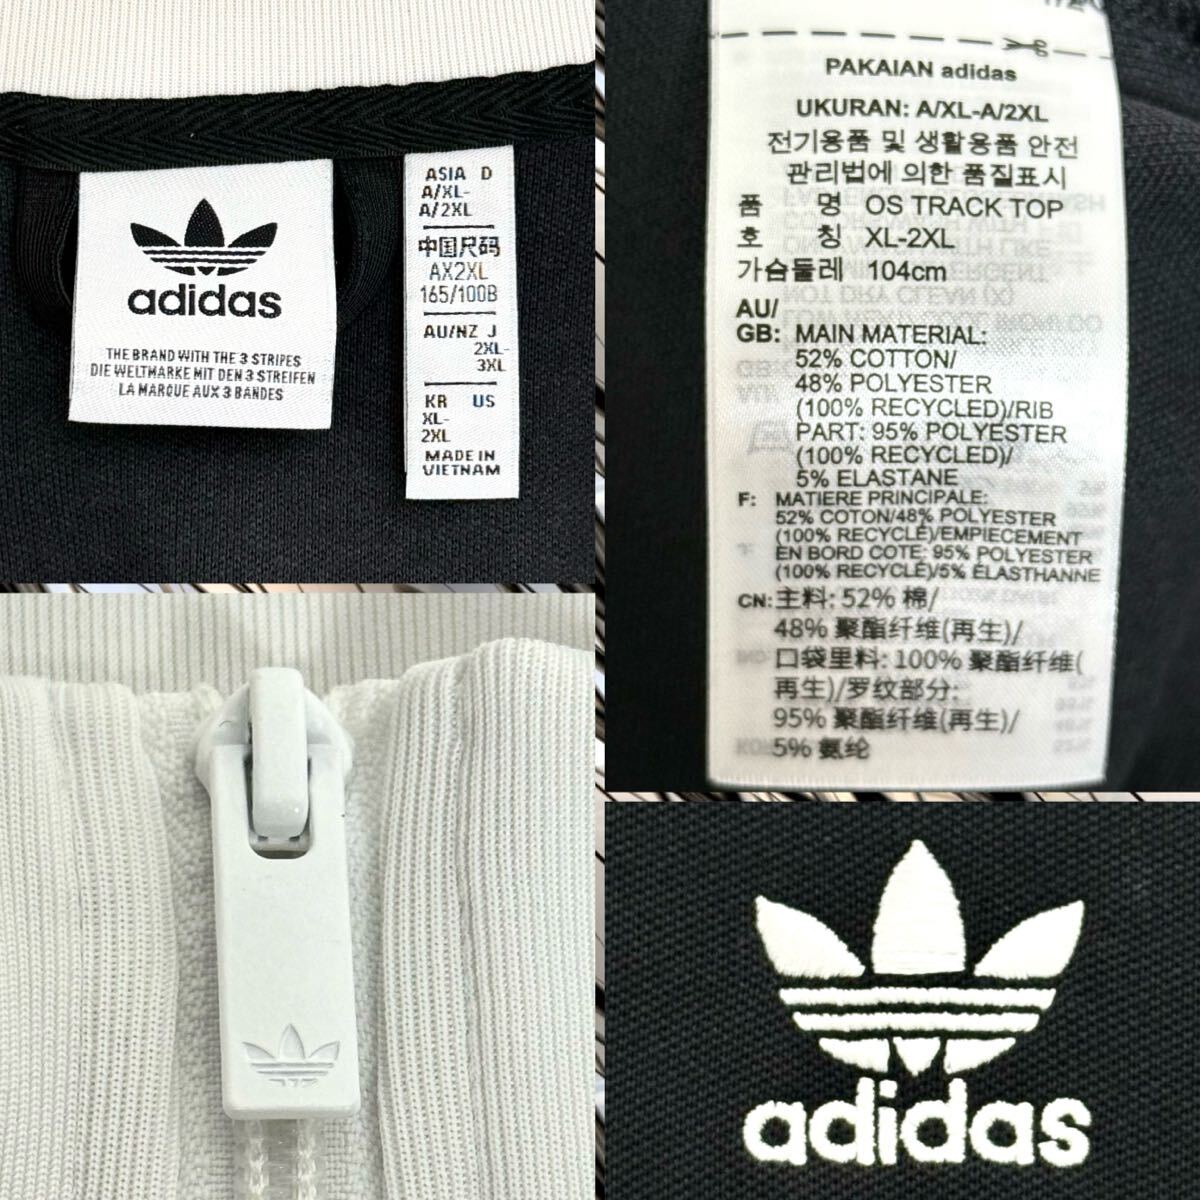 adidas
THE BRAND WITH THE 3 STRIPES
DIE WELTMARKE MIT DEN 3 STREIFEN
LA MARQUE AUX 3 BANDES
ASIA D
A/XL-
A/2XL
中国尺码
AX2XL
165/100B
AU/NZ J
2XL-
3XL
KR US
XL-
2XL
MADE IN
VIETNAM
PAKAIAN adidas
UKURAN: A/XL-A/2XL
전기용품 및 생활용품 안전
관리법에 의한 품질표시
품 명 OS TRACK TOP
호 칭 XL-2XL
가슴둘레 104cm
AU/
GB: MAIN MATERIAL:
52% COTTON/
48% POLYESTER
(100% RECYCLED)/RIB
PART: 95% POLYESTER
(100% RECYCLED)/
5% ELASTANE
F: MATIERE PRINCIPALE:
52% COTON/48% POLYESTER
(100% RECYCLÉ)/EMPIECEMENT
EN BORD COTE: 95% POLYESTER
(100% RECYCLÉ)/5% ÉLASTHANNE
CN: 主料: 52% 棉/
48% 聚酯纤维(再生)/
口袋里料: 100% 聚酯纤维(
再生)/罗纹部分:
95% 聚酯纤维(再生)/
5% 氨纶
adidas